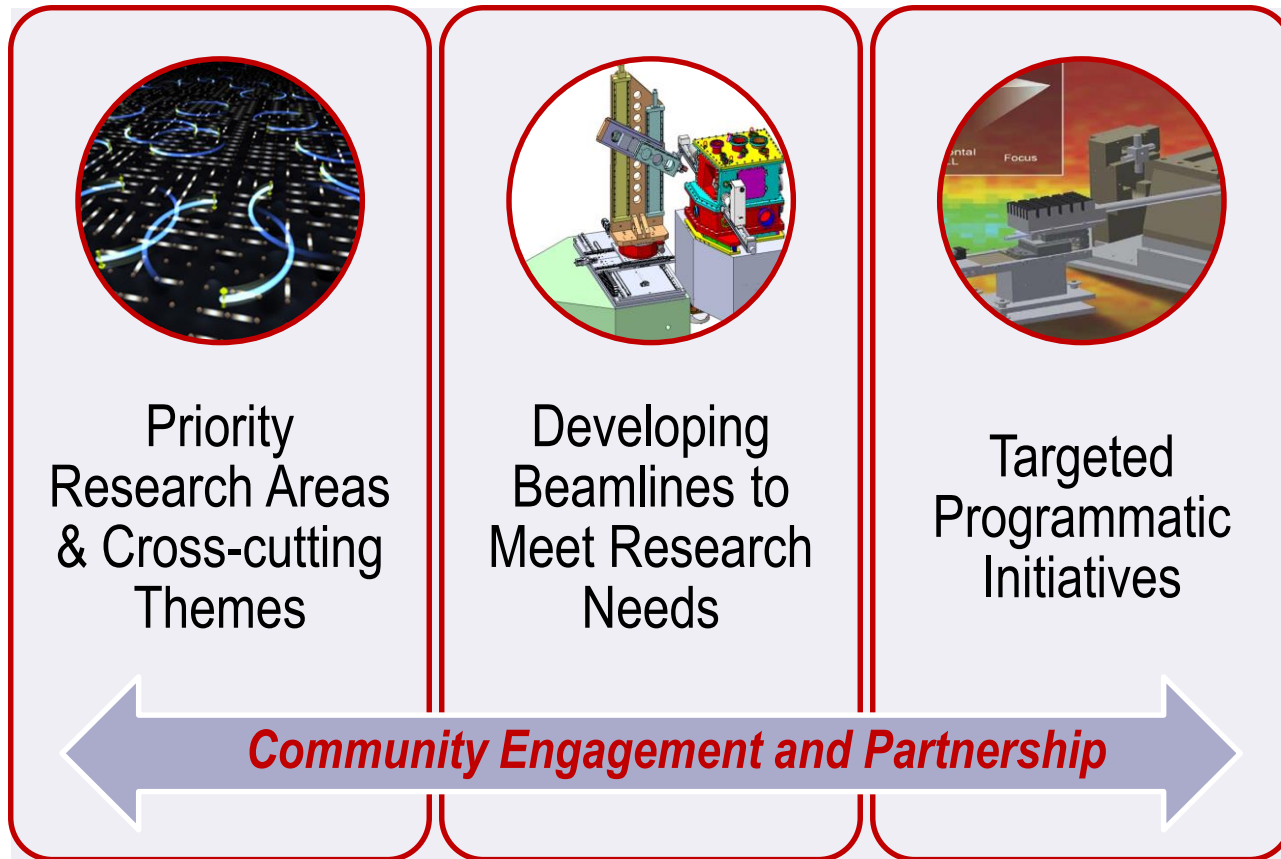 Priority
Research Areas
& Cross-cutting
Themes
Developing
Beamlines to
Meet Research
Needs
Focus
Targeted
Programmatic
Initiatives
Community Engagement and Partnership